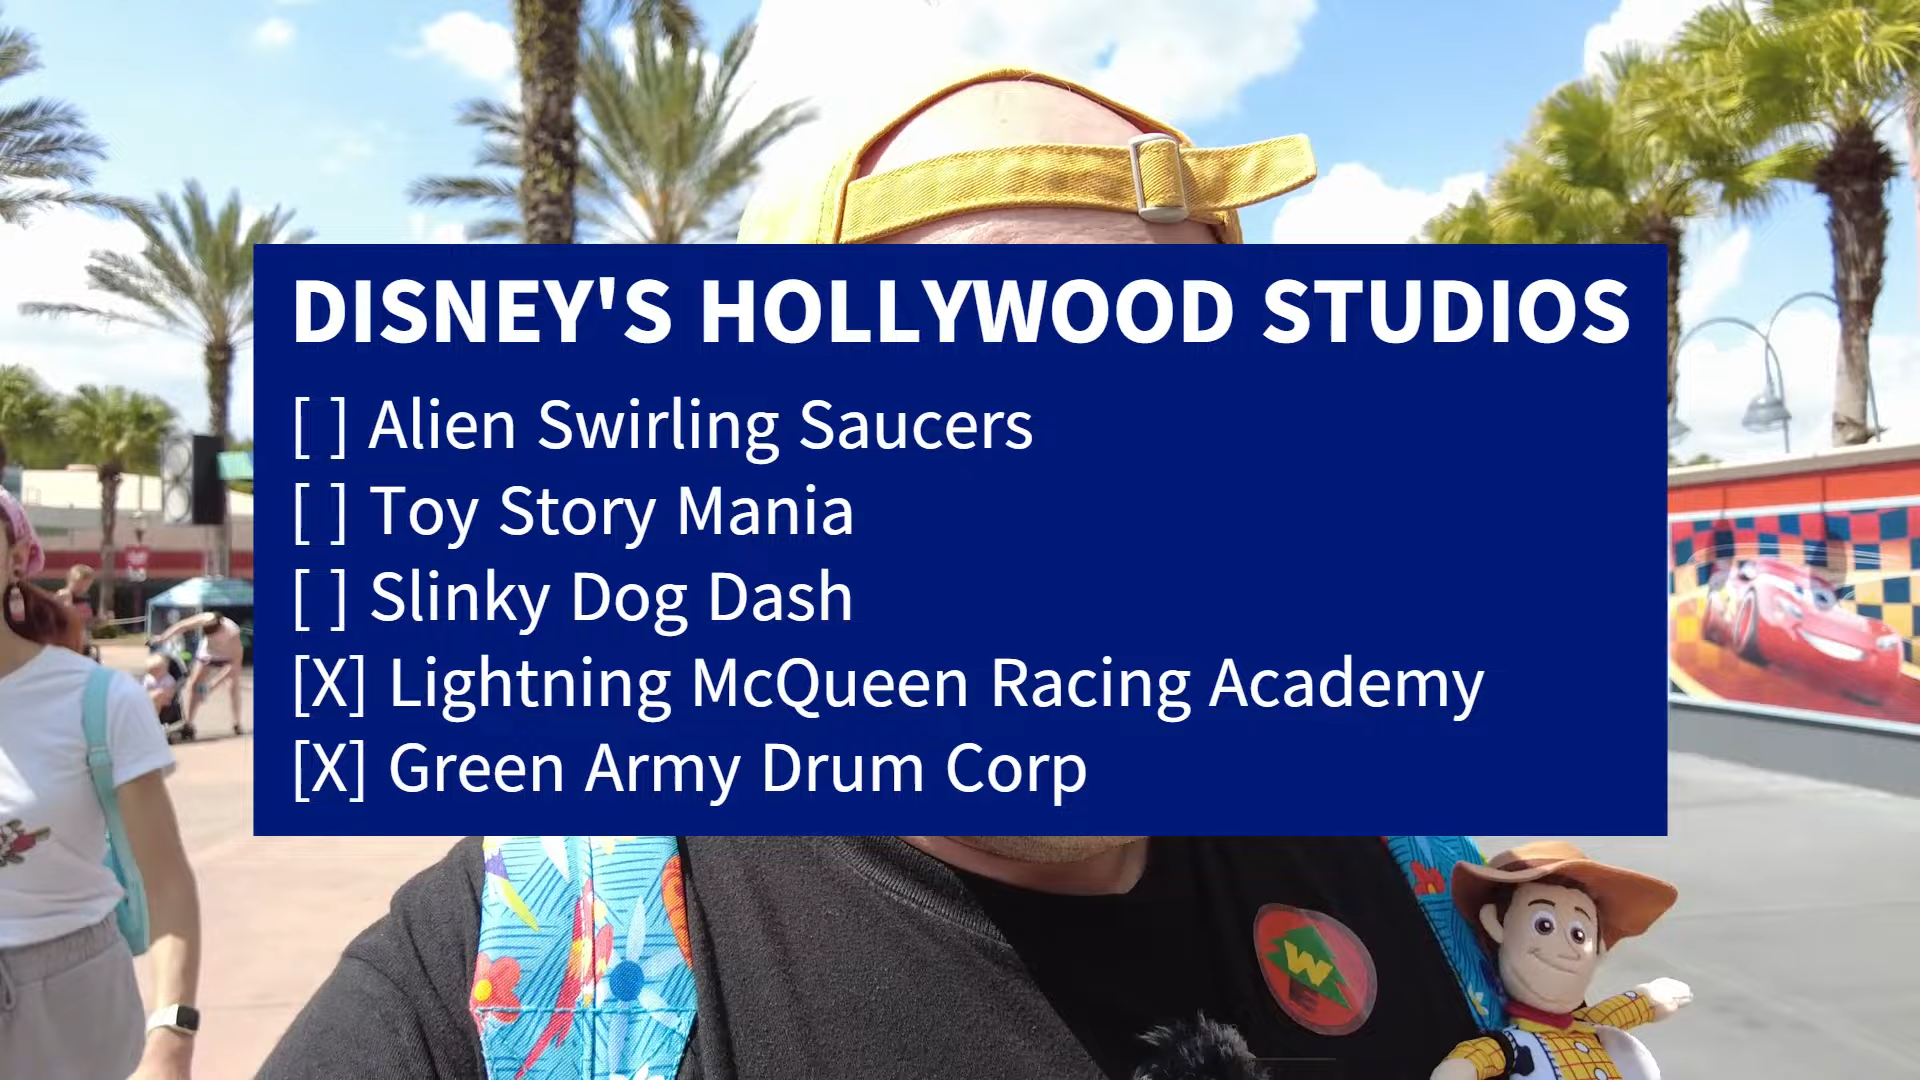 DISNEY'S HOLLYWOOD STUDIOS
[ ] Alien Swirling Saucers
[ ] Toy Story Mania
[ ] Slinky Dog Dash
[X] Lightning McQueen Racing Academy
[X] Green Army Drum Corp
W